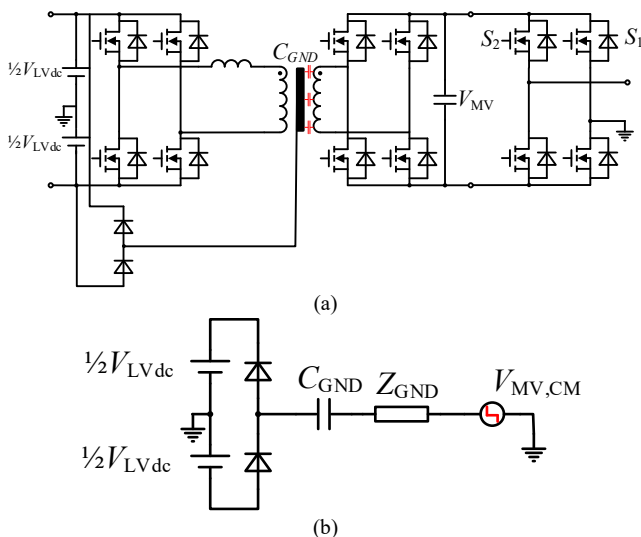 ½V_LVdc
½V_LVdc
C_GND
V_MV
S_2
S_1
(a)
½V_LVdc
½V_LVdc
C_GND
Z_GND
V_MV,CM
(b)